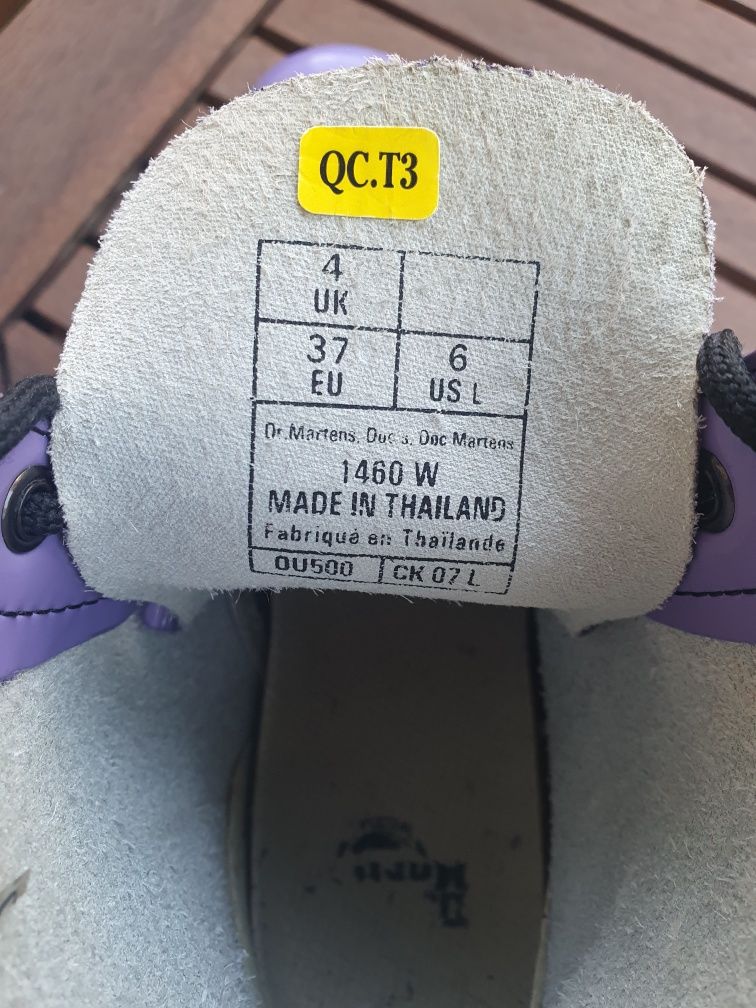 QC.T3
4
UK
37
EU
6
US L
Dr.Martens, Doc's, Doc Martens
1460 W
MADE IN THAILAND
Fabriqué en Thaïlande
OU500
CK 07 L